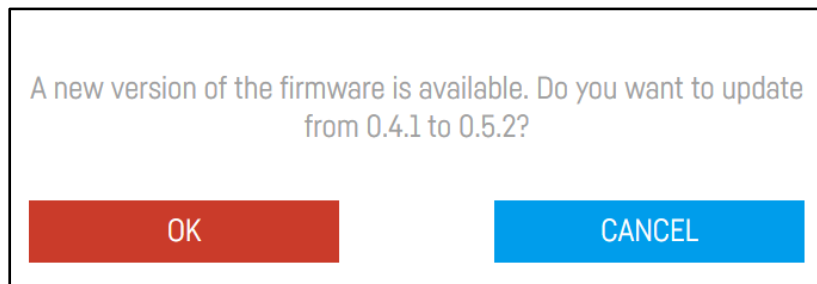 A new version of the firmware is available. Do you want to update
from 0.4.1 to 0.5.2?
OK
CANCEL